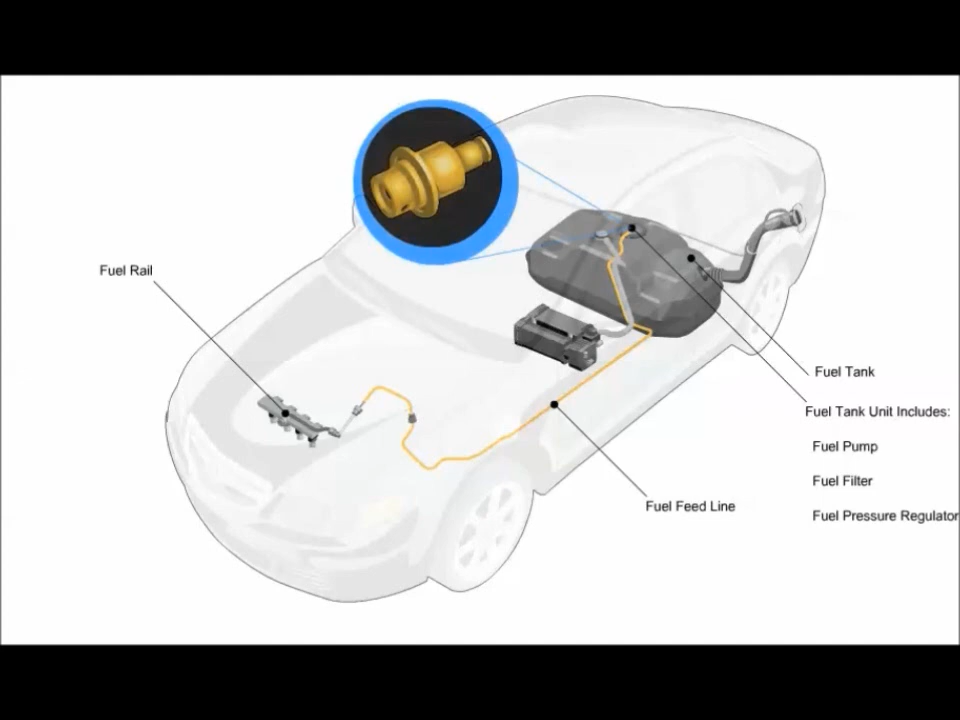 Fuel Rail
Fuel Tank
Fuel Tank Unit Includes:
Fuel Pump
Fuel Filter
Fuel Feed Line
Fuel Pressure Regulator